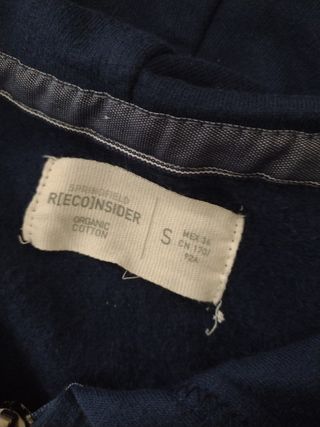 SPRINGFIELD
R[ECO]NSIDER
ORGANIC
COTTON
S
MEX 36
CN 170/
92A